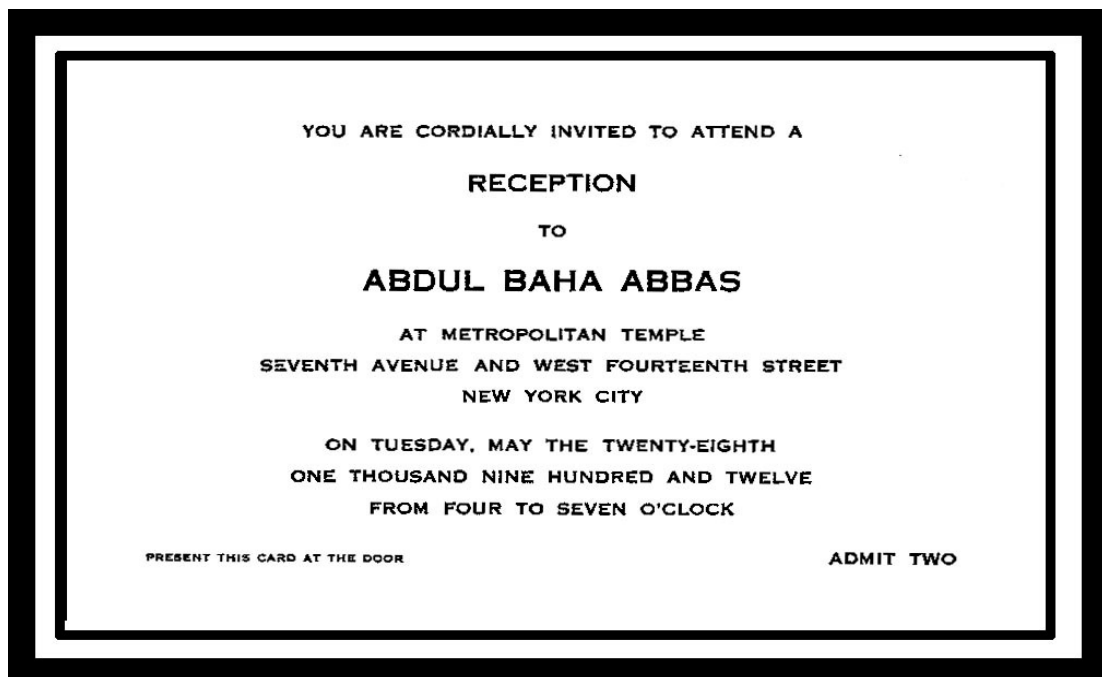 YOU ARE CORDIALLY INVITED TO ATTEND A
RECEPTION
TO
ABDUL BAHA ABBAS
AT METROPOLITAN TEMPLE
SEVENTH AVENUE AND WEST FOURTEENTH STREET
NEW YORK CITY
ON TUESDAY, MAY THE TWENTY-EIGHTH
ONE THOUSAND NINE HUNDRED AND TWELVE
FROM FOUR TO SEVEN O'CLOCK
PRESENT THIS CARD AT THE DOOR
ADMIT TWO